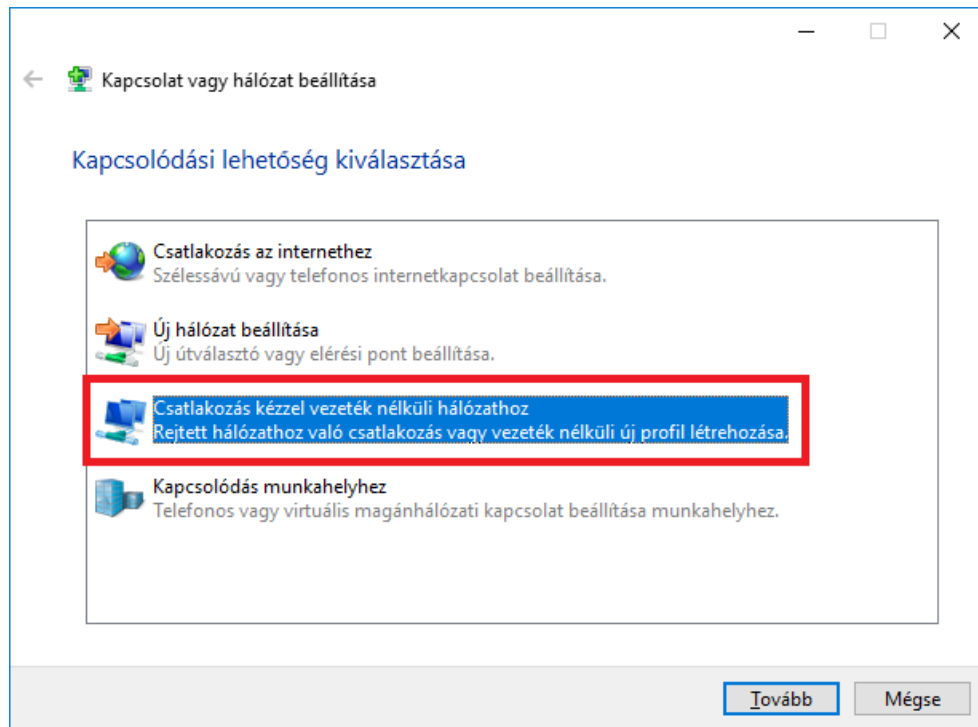 Kapcsolat vagy hálózat beállítása
Kapcsolódási lehetőség kiválasztása
Csatlakozás az internethez
Szélessávú vagy telefonos internetkapcsolat beállítása.
Új hálózat beállítása
Új útválasztó vagy elérési pont beállítása.
Csatlakozás kézzel vezeték nélküli hálózathoz
Rejtett hálózathoz való csatlakozás vagy vezeték nélküli új profil létrehozása.
Kapcsolódás munkahelyhez
Telefonos vagy virtuális magánhálózati kapcsolat beállítása munkahelyhez.
Tovább Mégse